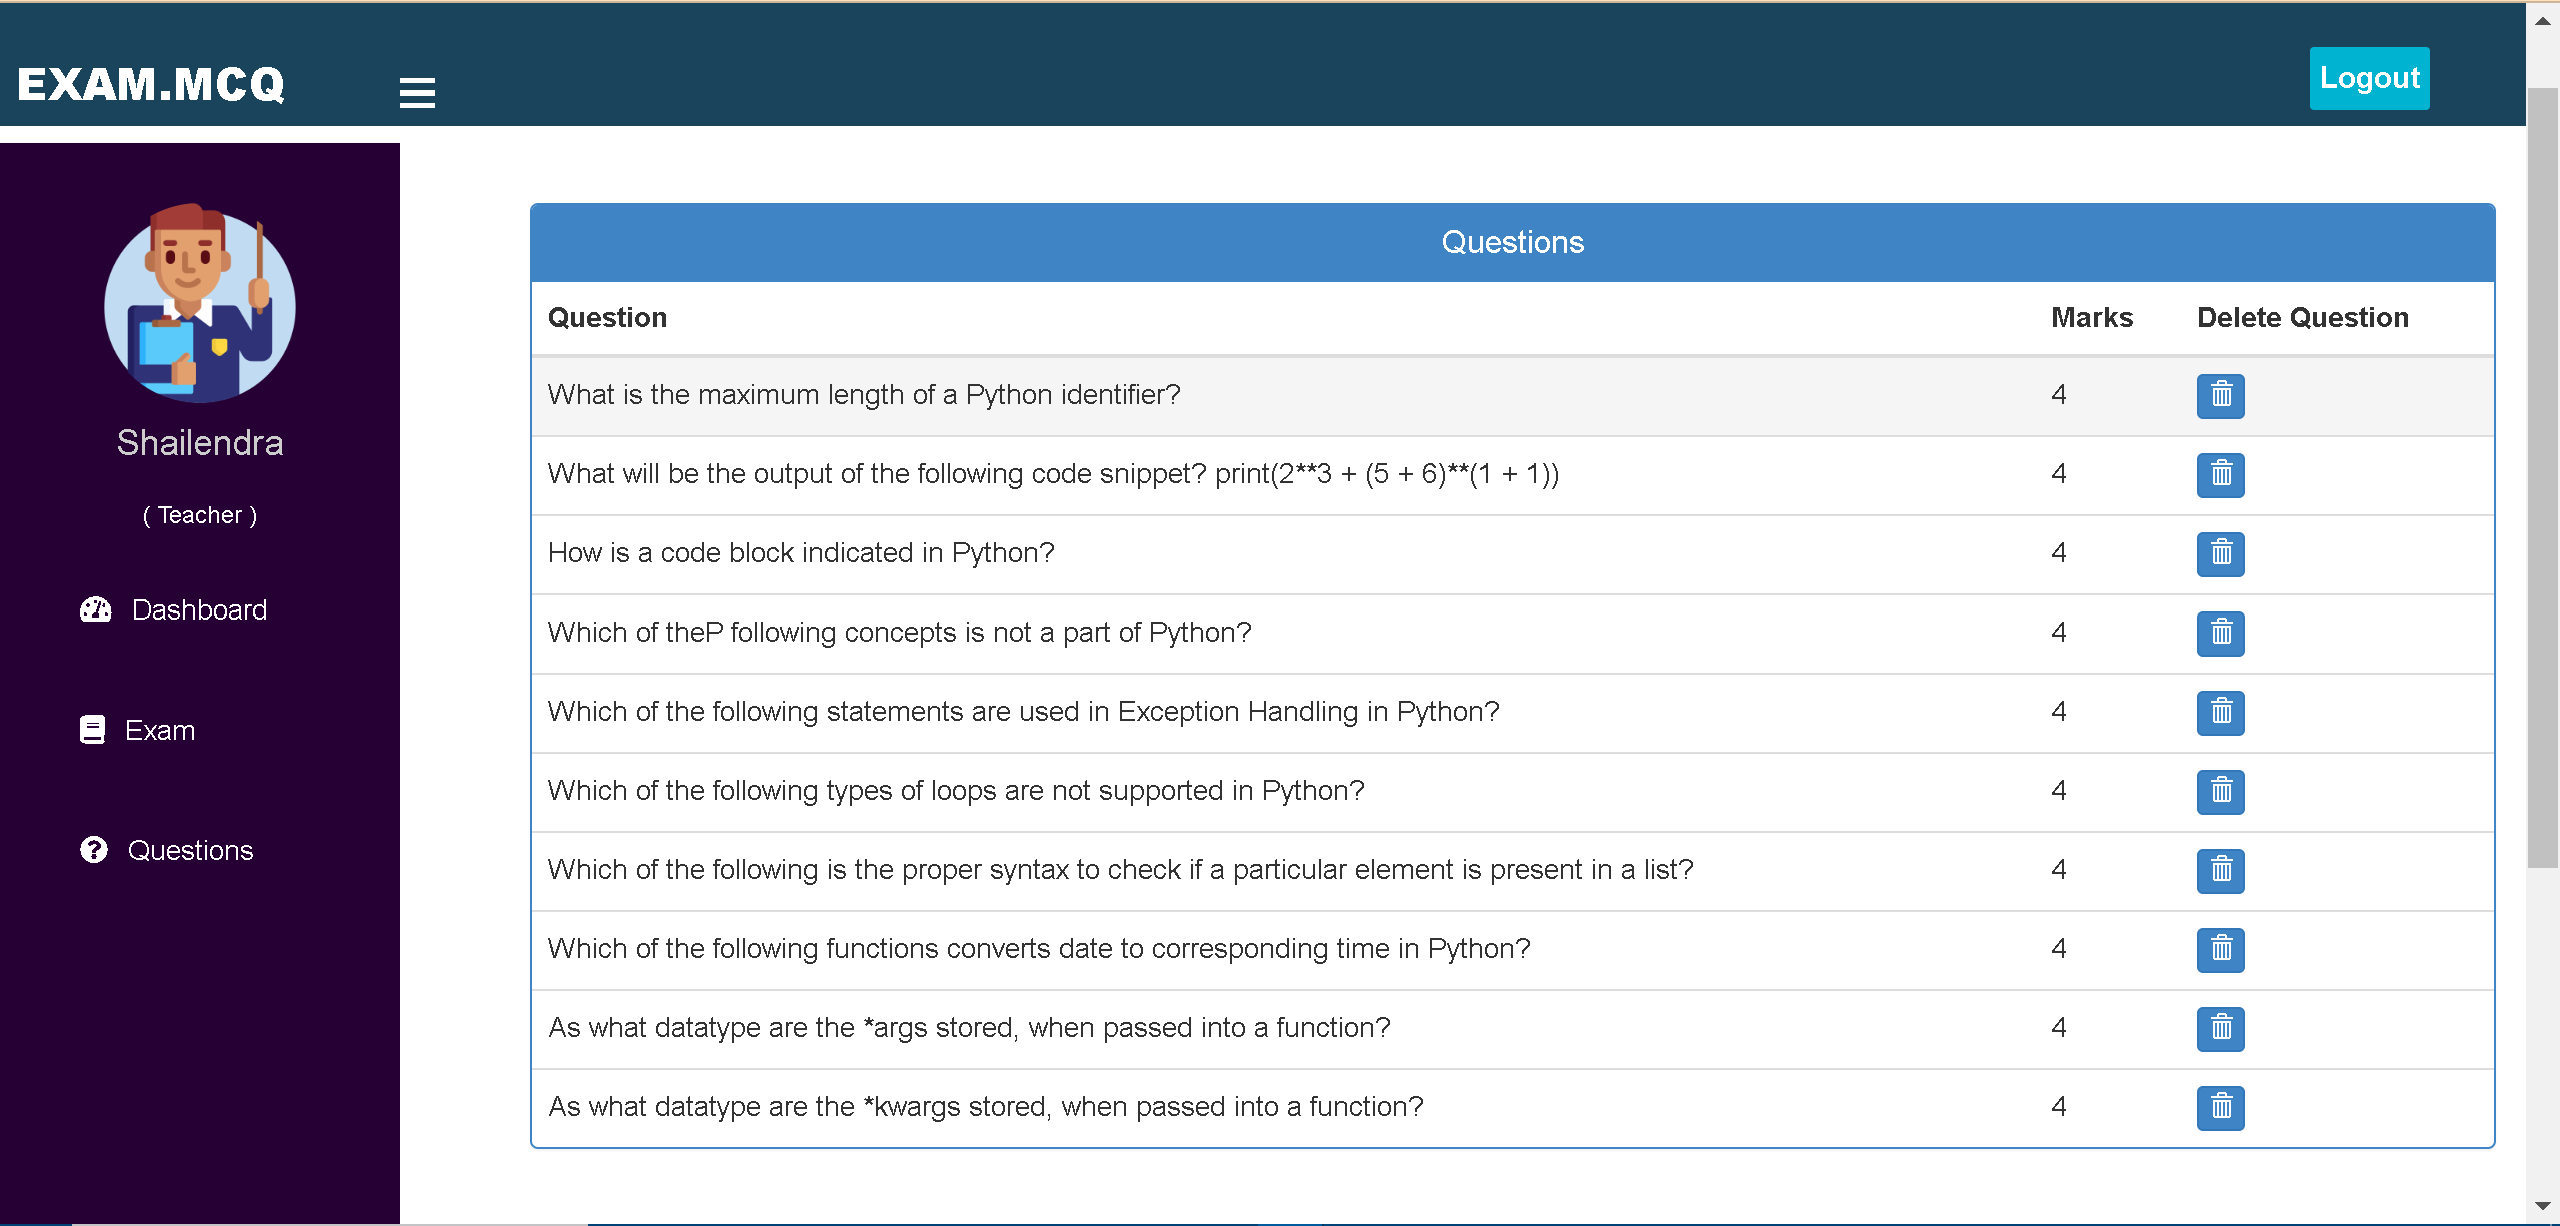 EXAM.MCQ
Logout
Shailendra
( Teacher )
Dashboard
Exam
Questions
Questions
Question Marks Delete Question
What is the maximum length of a Python identifier? 4
What will be the output of the following code snippet? print(2**3 + (5 + 6)**(1 + 1)) 4
How is a code block indicated in Python? 4
Which of theP following concepts is not a part of Python? 4
Which of the following statements are used in Exception Handling in Python? 4
Which of the following types of loops are not supported in Python? 4
Which of the following is the proper syntax to check if a particular element is present in a list? 4
Which of the following functions converts date to corresponding time in Python? 4
As what datatype are the *args stored, when passed into a function? 4
As what datatype are the *kwargs stored, when passed into a function? 4